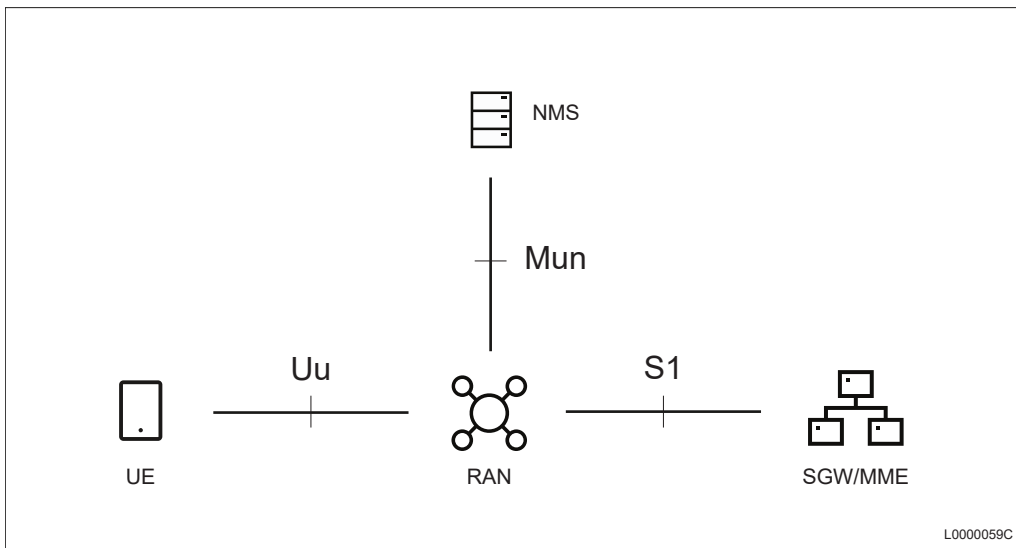 NMS
Mun
Uu
S1
UE
RAN
SGW/MME
L0000059C